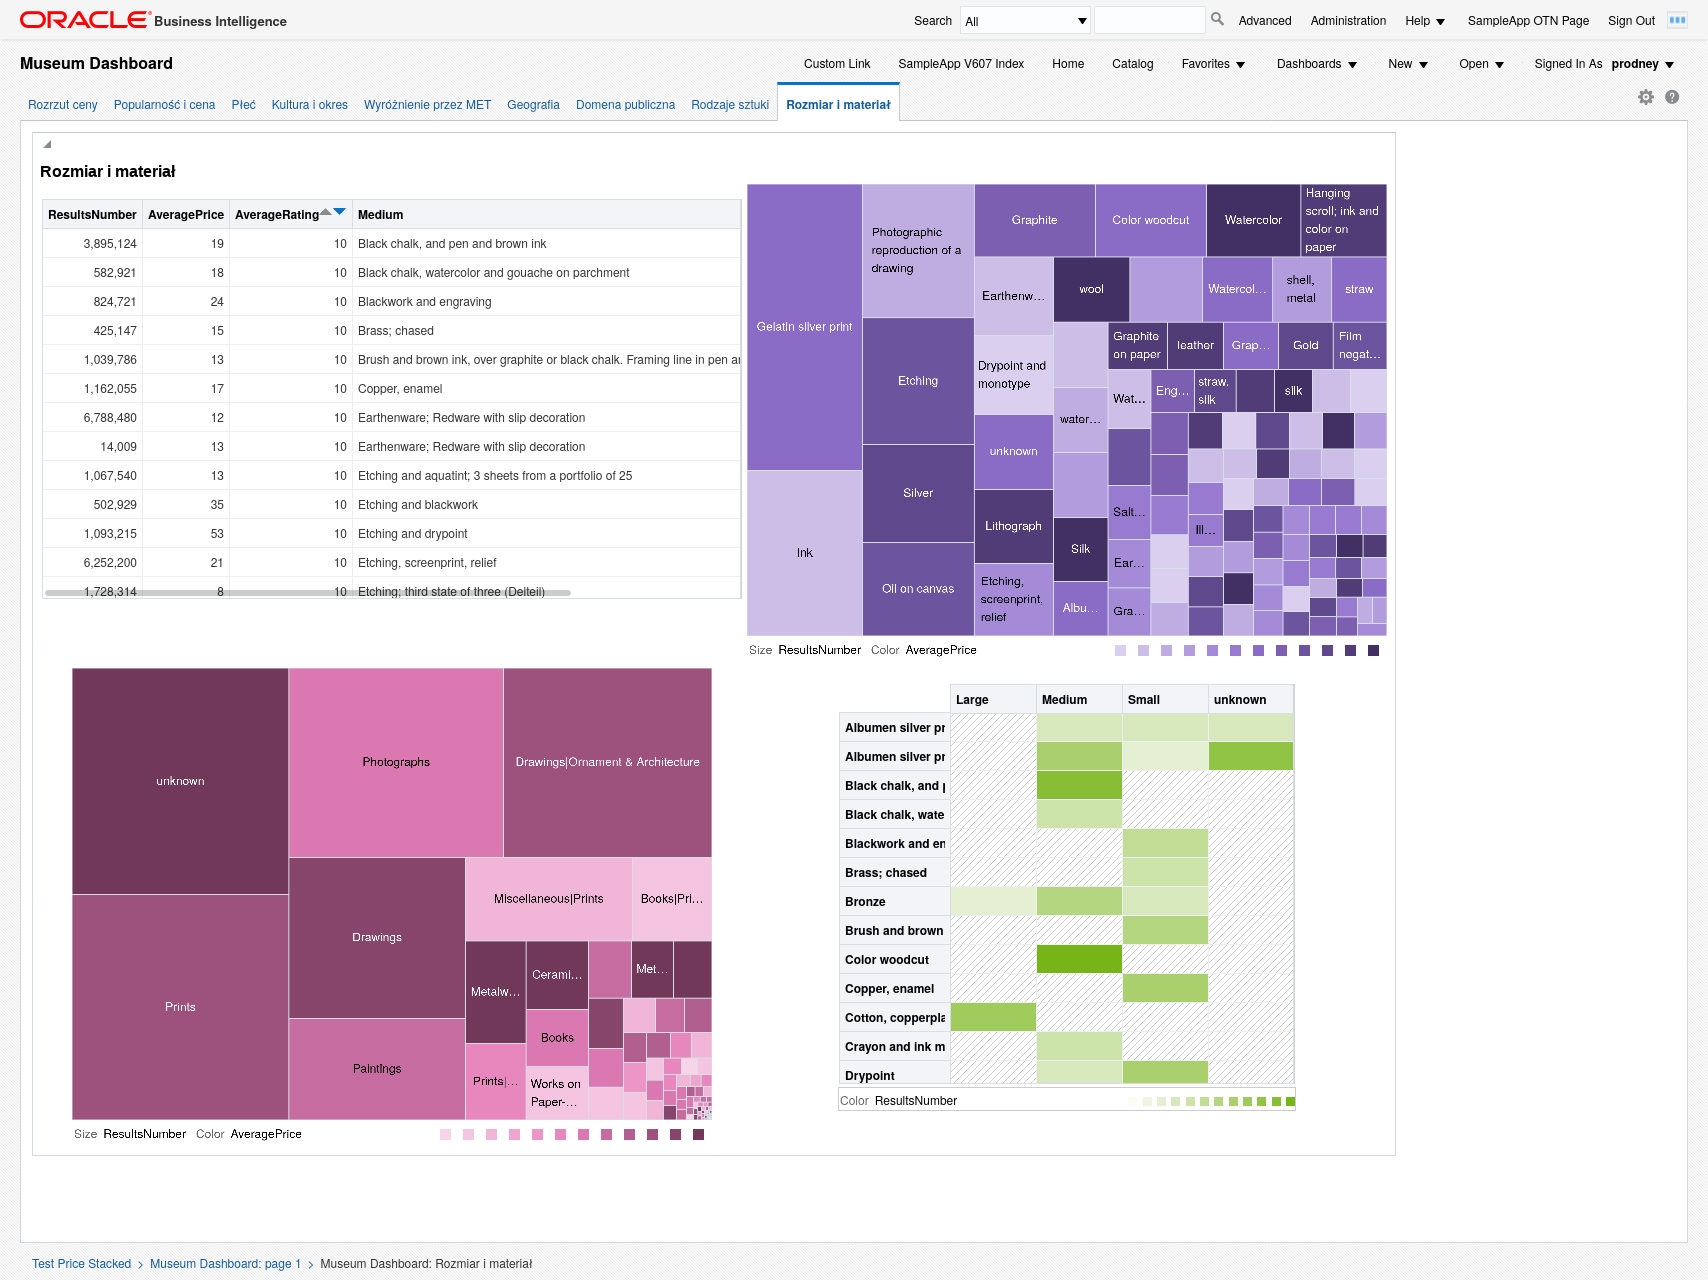 ORACLE Business Intelligence
Search All Advanced Administration Help SampleApp OTN Page Sign Out
Museum Dashboard
Custom Link SampleApp V607 Index Home Catalog Favorites Dashboards New Open Signed In As prodney
Rozrzut ceny Popularność i cena Płeć Kultura i okres Wyróżnienie przez MET Geografia Domena publiczna Rodzaje sztuki Rozmiar i materiał
Rozmiar i materiał
ResultsNumber AveragePrice AverageRating Medium
3,895,124 19 10 Black chalk, and pen and brown ink
582,921 18 10 Black chalk, watercolor and gouache on parchment
824,721 24 10 Blackwork and engraving
425,147 15 10 Brass; chased
1,039,786 13 10 Brush and brown ink, over graphite or black chalk. Framing line in pen
1,162,055 17 10 Copper, enamel
6,788,480 12 10 Earthenware; Redware with slip decoration
14,009 13 10 Earthenware; Redware with slip decoration
1,067,540 13 10 Etching and aquatint; 3 sheets from a portfolio of 25
502,929 35 10 Etching and blackwork
1,093,215 53 10 Etching and drypoint
6,252,200 21 10 Etching, screenprint, relief
1,728,314 8 10 Etching; third state of three (Delteil)
Gelatin silver print
Ink
Photographic
reproduction of a
drawing
Etching
Silver
Oil on canvas
Graphite
Color woodcut
Watercolor
Hanging
scroll; ink and
color on
paper
Earthenw...
wool
Watercol...
shell,
metal
straw
Drypoint and
monotype
Graphite
on paper
leather
Grap...
Gold
Film
negat...
water...
Wat...
Eng...
straw,
silk
silk
unknown
Lithograph
Salt...
Ill...
Silk
Ear...
Etching,
screenprint,
relief
Albu...
Gra...
Size ResultsNumber Color AveragePrice
unknown
Prints
Photographs
Drawings|Ornament & Architecture
Drawings
Paintings
Miscellaneous|Prints
Books|Pri...
Metalw...
Cerami...
Met...
Books
Prints|...
Works on
Paper-...
Size ResultsNumber Color AveragePrice
Large Medium Small unknown
Albumen silver pr
Albumen silver pr
Black chalk, and
Black chalk, wate
Blackwork and en
Brass; chased
Bronze
Brush and brown
Color woodcut
Copper, enamel
Cotton, copperpla
Crayon and ink m
Drypoint
Color ResultsNumber
Test Price Stacked > Museum Dashboard: page 1 > Museum Dashboard: Rozmiar i materiał